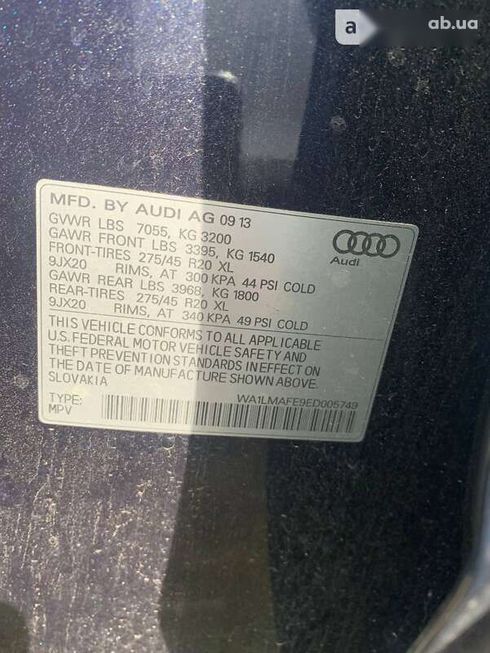 a
ab.ua
MFD. BY AUDI AG 09 13
GVWR LBS 7055, KG 3200
GAWR FRONT LBS 3395, KG 1540
FRONT-TIRES 275/45 R20 XL
9JX20 RIMS, AT 300 KPA 44 PSI COLD
GAWR REAR LBS 3968, KG 1800
REAR-TIRES 275/45 R20 XL
9JX20 RIMS, AT 340 KPA 49 PSI COLD
Audi
THIS VEHICLE CONFORMS TO ALL APPLICABLE
U.S. FEDERAL MOTOR VEHICLE SAFETY AND
THEFT PREVENTION STANDARDS IN EFFECT ON
THE DATE OF MANUFACTURE SHOWN ABOVE.
SLOVAKIA
TYPE: WA1LMAFE9ED005749
MPV